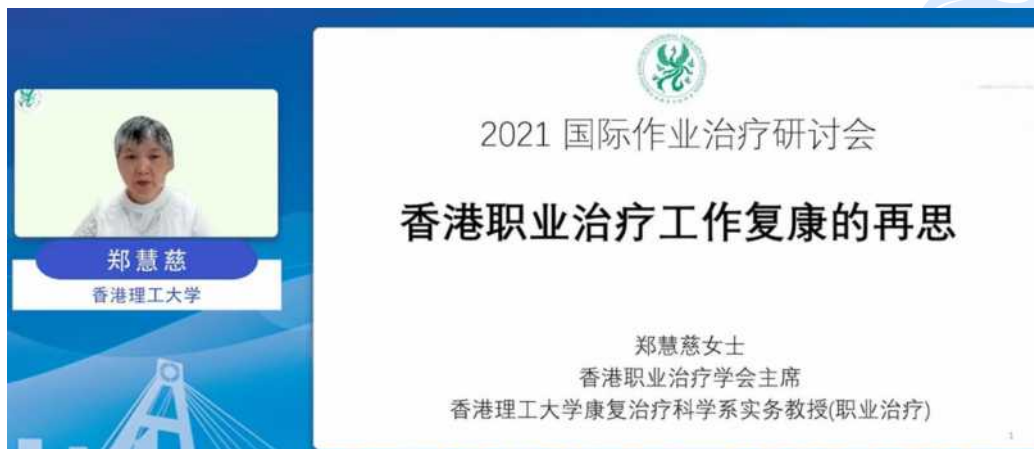 郑慧慈
香港理工大学
2021 国际作业治疗研讨会
香港职业治疗工作复康的再思
郑慧慈女士
香港职业治疗学会主席
香港理工大学康复治疗科学系实务教授(职业治疗)
1